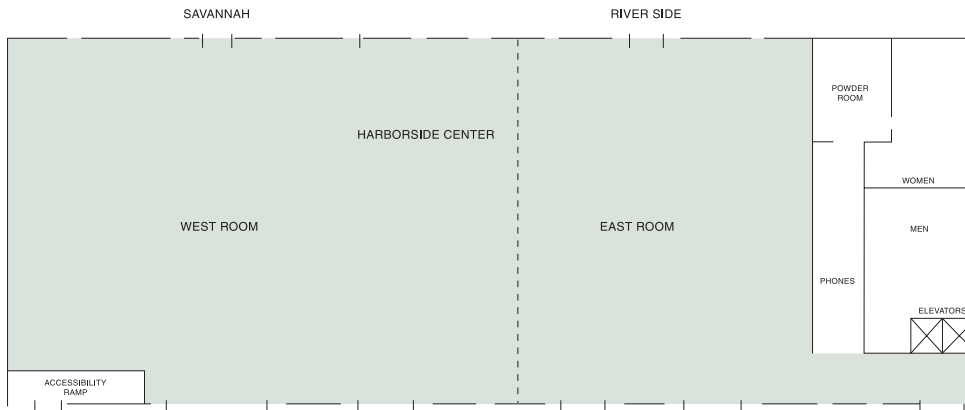 SAVANNAH
RIVER SIDE
POWDER
ROOM
HARBORSIDE CENTER
WOMEN
WEST ROOM
EAST ROOM
MEN
PHONES
ELEVATORS
ACCESSIBILITY
RAMP